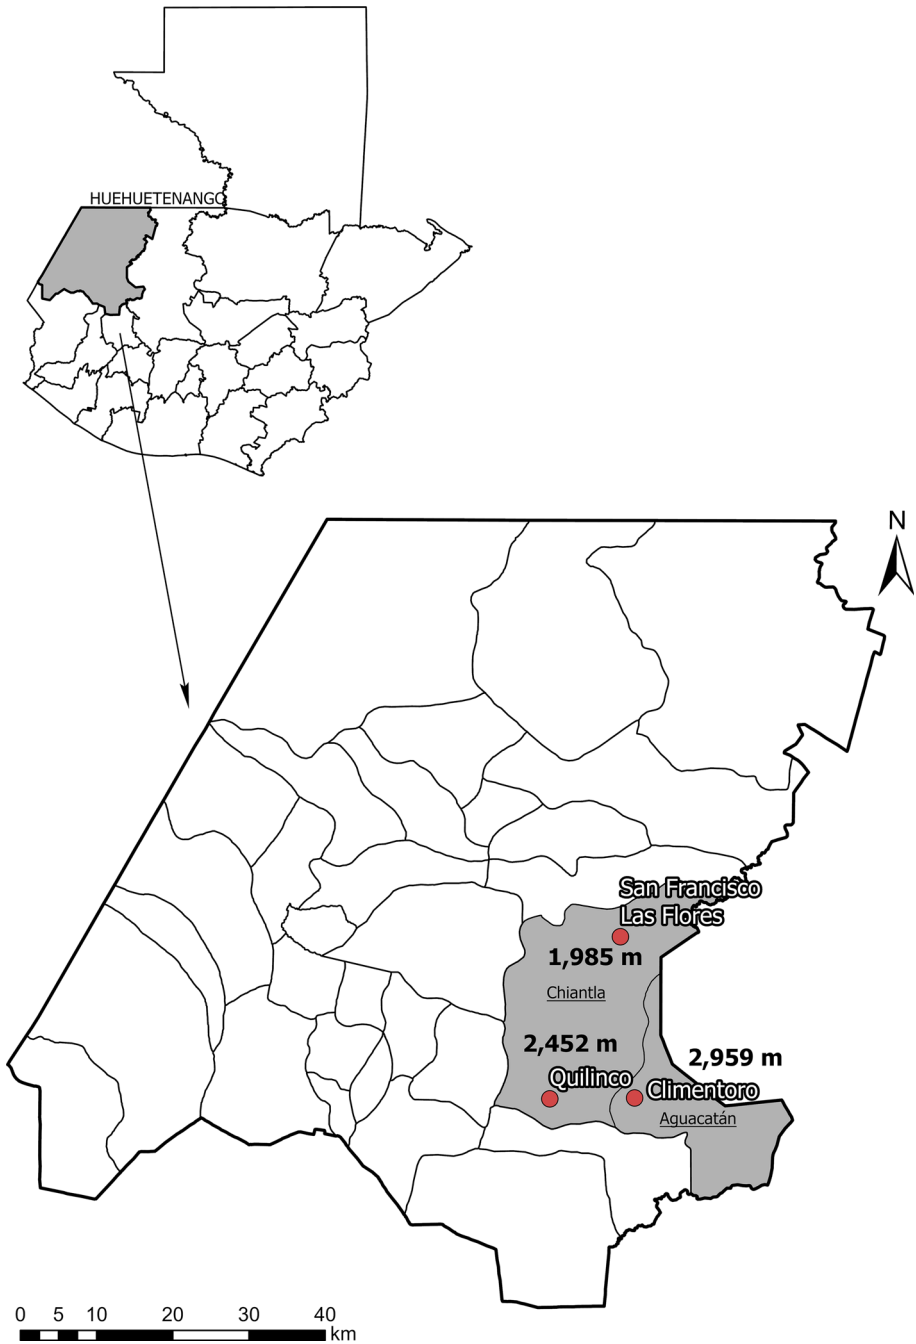 HUEHUETENANGO
N
San Francisco
Las Flores
1,985 m
Chiantla
2,452 m
2,959 m
Quilinco
Climentoro
Aguacatán
0 5 10 20 30 40
km